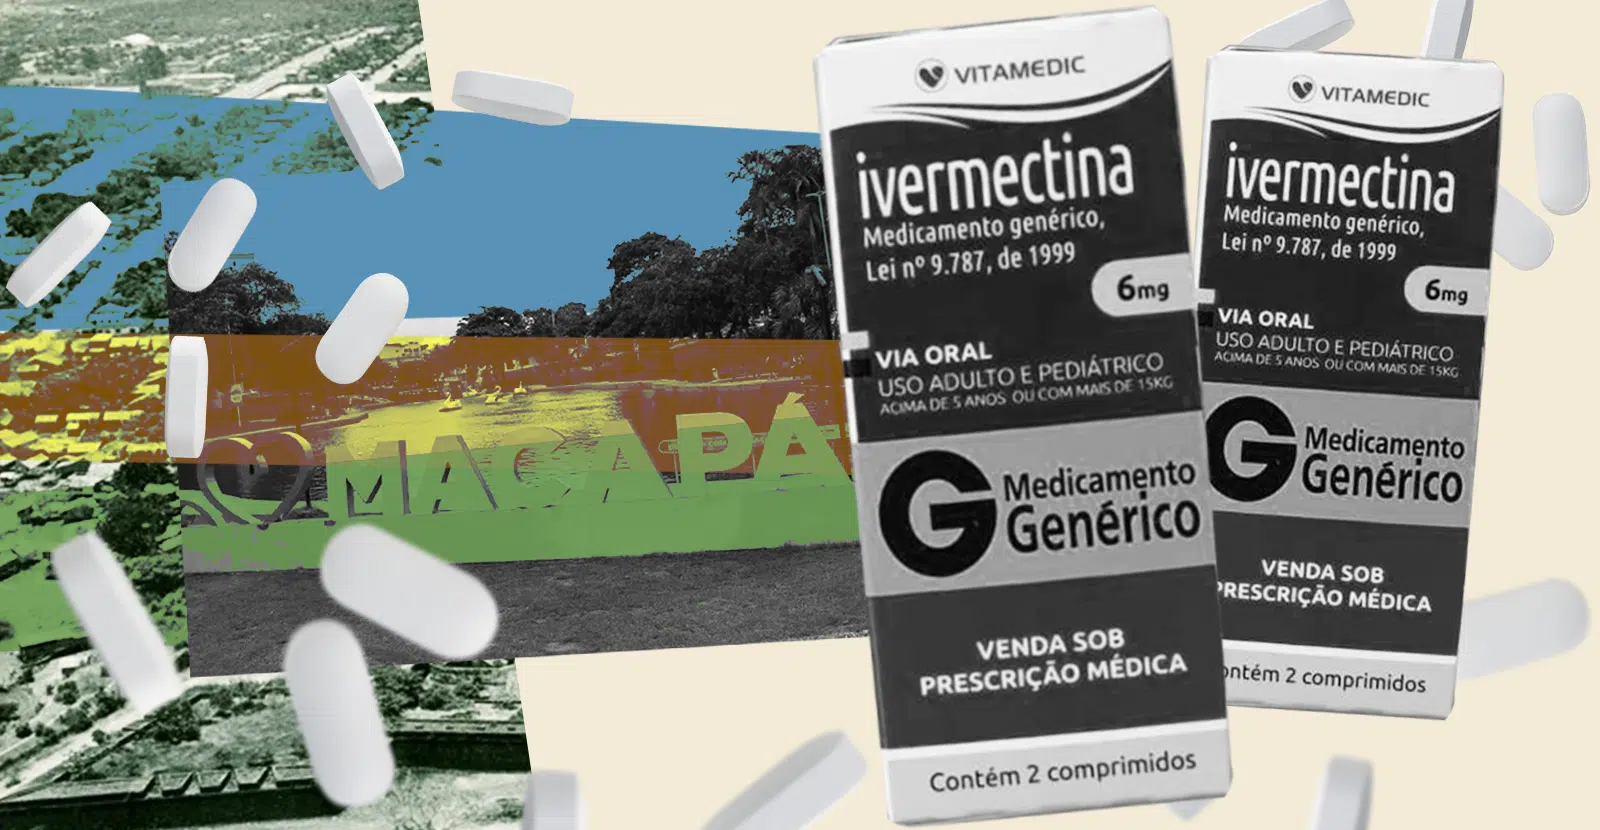 MACAPÁ
VITAMEDIC
ivermectina
Medicamento genérico,
Lei nº 9.787, de 1999
6mg
VIA ORAL
USO ADULTO E PEDIÁTRICO
ACIMA DE 5 ANOS OU COM MAIS DE 15KG
G Medicamento
Genérico
VENDA SOB
PRESCRIÇÃO MÉDICA
Contém 2 comprimidos
VITAMEDIC
ivermectina
Medicamento genérico,
Lei nº 9.787, de 1999
6mg
VIA ORAL
USO ADULTO E PEDIÁTRICO
ACIMA DE 5 ANOS OU COM MAIS DE 15KG
G Medicamento
Genérico
VENDA SOB
PRESCRIÇÃO MÉDICA
ontém 2 comprimidos